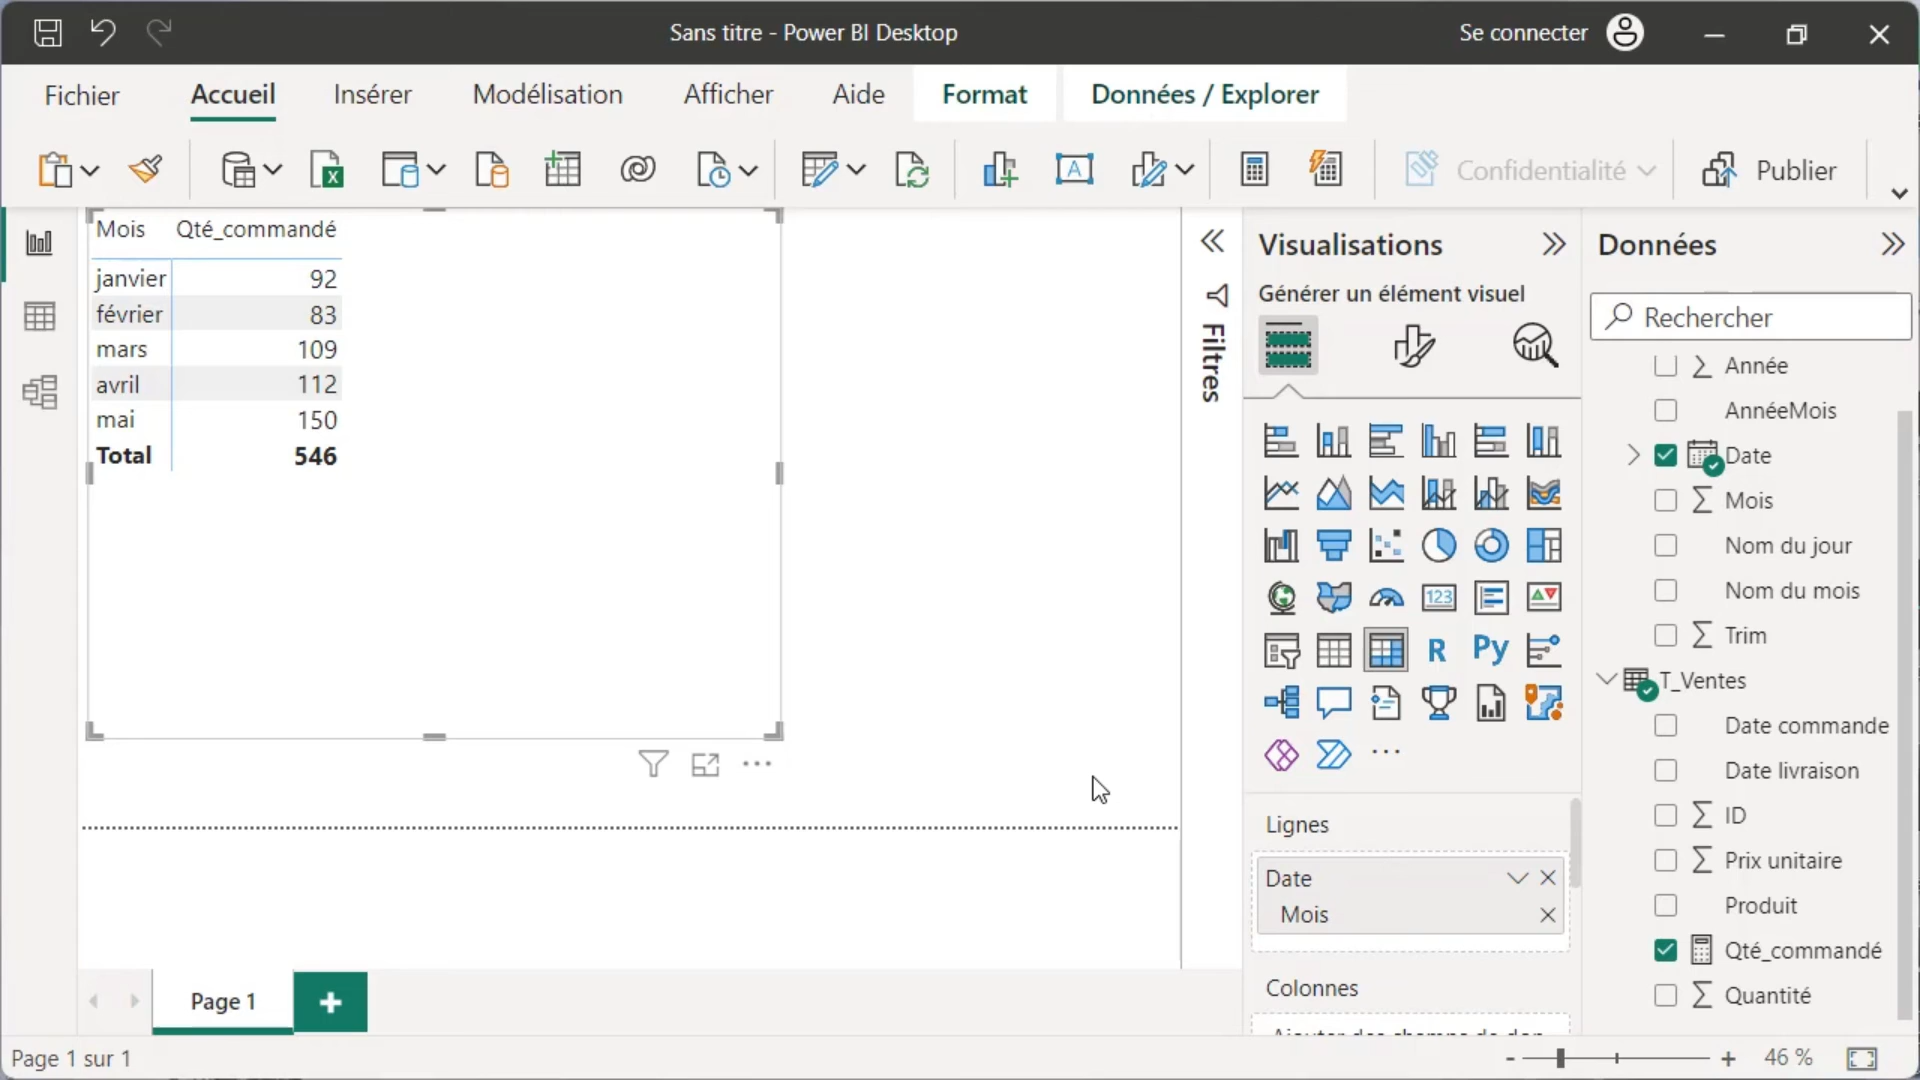 Sans titre - Power BI Desktop
Se connecter
Fichier
Accueil
Insérer
Modélisation
Afficher
Aide
Format
Données / Explorer
Confidentialité
Publier
Mois Qté_commandé
janvier 92
février 83
mars 109
avril 112
mai 150
Total 546
Filtres
Visualisations
Générer un élément visuel
123
R
Py
Lignes
Date
Mois
Colonnes
Données
Rechercher
Année
AnnéeMois
Date
Mois
Nom du jour
Nom du mois
Trim
T_Ventes
Date commande
Date livraison
ID
Prix unitaire
Produit
Qté_commandé
Quantité
Page 1
Page 1 sur 1
46 %